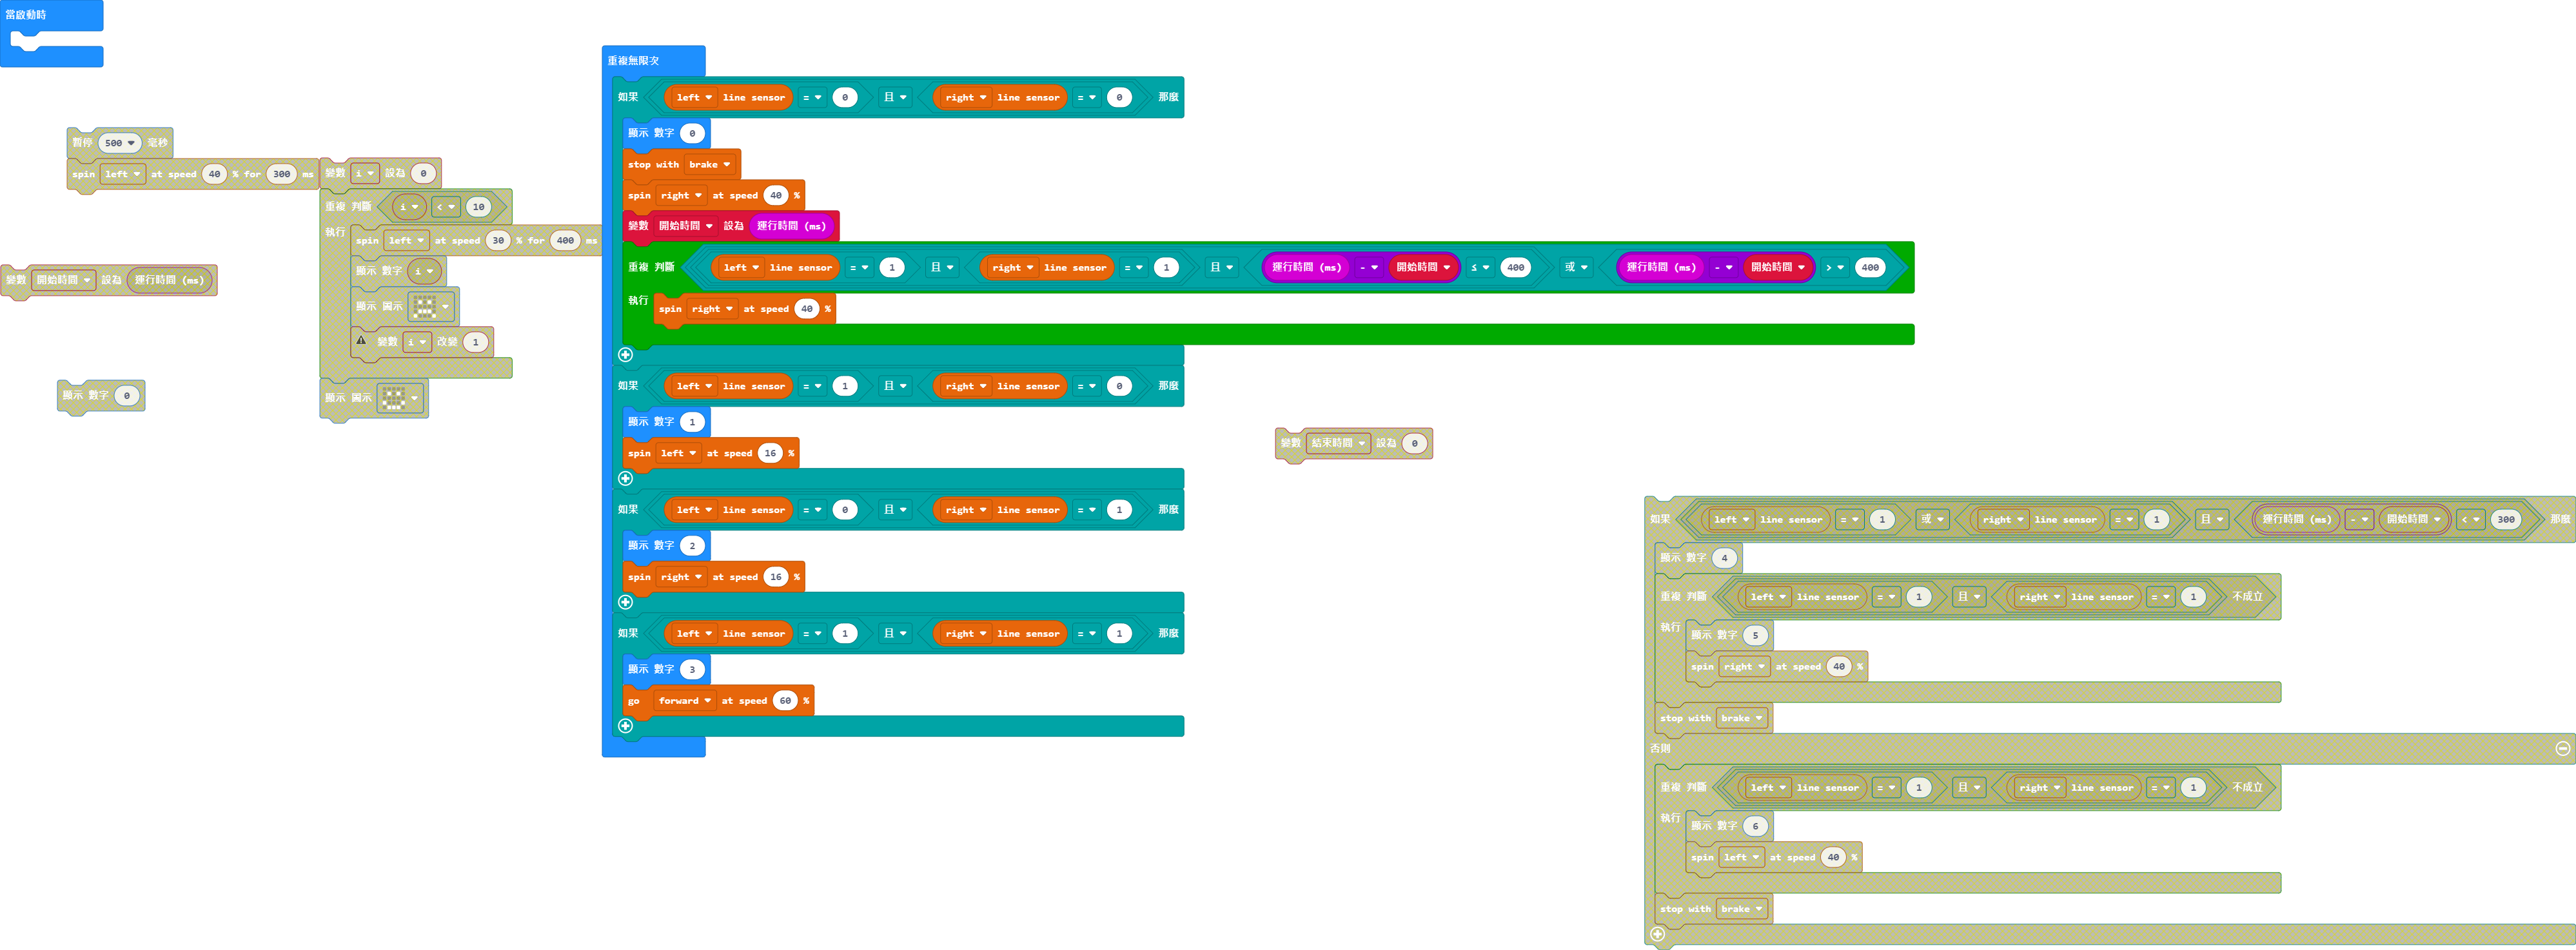 當啟動時
暫停 500 毫秒
spin left at speed 40 % for 300 ms
變數 開始時間 設為 運行時間 (ms)
顯示 數字 0
變數 i 設為 0
重複 判斷 i < 10
執行
spin left at speed 30 % for 400 ms
顯示 數字 i
顯示 圖示
變數 i 改變 1
顯示 圖示
重複無限次
如果 left line sensor = 0 且 right line sensor = 0 那麼
顯示 數字 0
stop with brake
spin right at speed 40 %
變數 開始時間 設為 運行時間 (ms)
重複 判斷 left line sensor = 1 且 right line sensor = 1 且 運行時間 (ms) - 開始時間 ≤ 400 或 運行時間 (ms) - 開始時間 > 400
執行 spin right at speed 40 %
如果 left line sensor = 1 且 right line sensor = 0 那麼
顯示 數字 1
spin left at speed 16 %
如果 left line sensor = 0 且 right line sensor = 1 那麼
顯示 數字 2
spin right at speed 16 %
如果 left line sensor = 1 且 right line sensor = 1 那麼
顯示 數字 3
go forward at speed 60 %
變數 結束時間 設為 0
如果 left line sensor = 1 或 right line sensor = 1 且 運行時間 (ms) - 開始時間 < 300 那麼
顯示 數字 4
重複 判斷 left line sensor = 1 且 right line sensor = 1 不成立
執行
顯示 數字 5
spin right at speed 40 %
stop with brake
否則
重複 判斷 left line sensor = 1 且 right line sensor = 1 不成立
執行
顯示 數字 6
spin left at speed 40 %
stop with brake